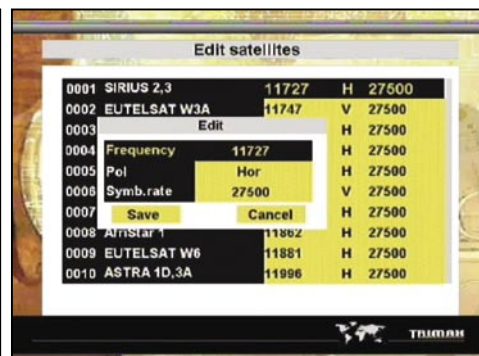 Edit satellites
0001 SIRIUS 2,3 11727 H 27500
0002 EUTELSAT W3A 11747 V 27500
0003 H 27500
0004 H 27500
0005 H 27500
0006 V 27500
0007 H 27500
0008 AfriStar 1 11862 H 27500
0009 EUTELSAT W6 11881 H 27500
0010 ASTRA 1D,3A 11996 H 27500
Edit
Frequency 11727
Pol Hor
Symb.rate 27500
Save Cancel
TRIMAX